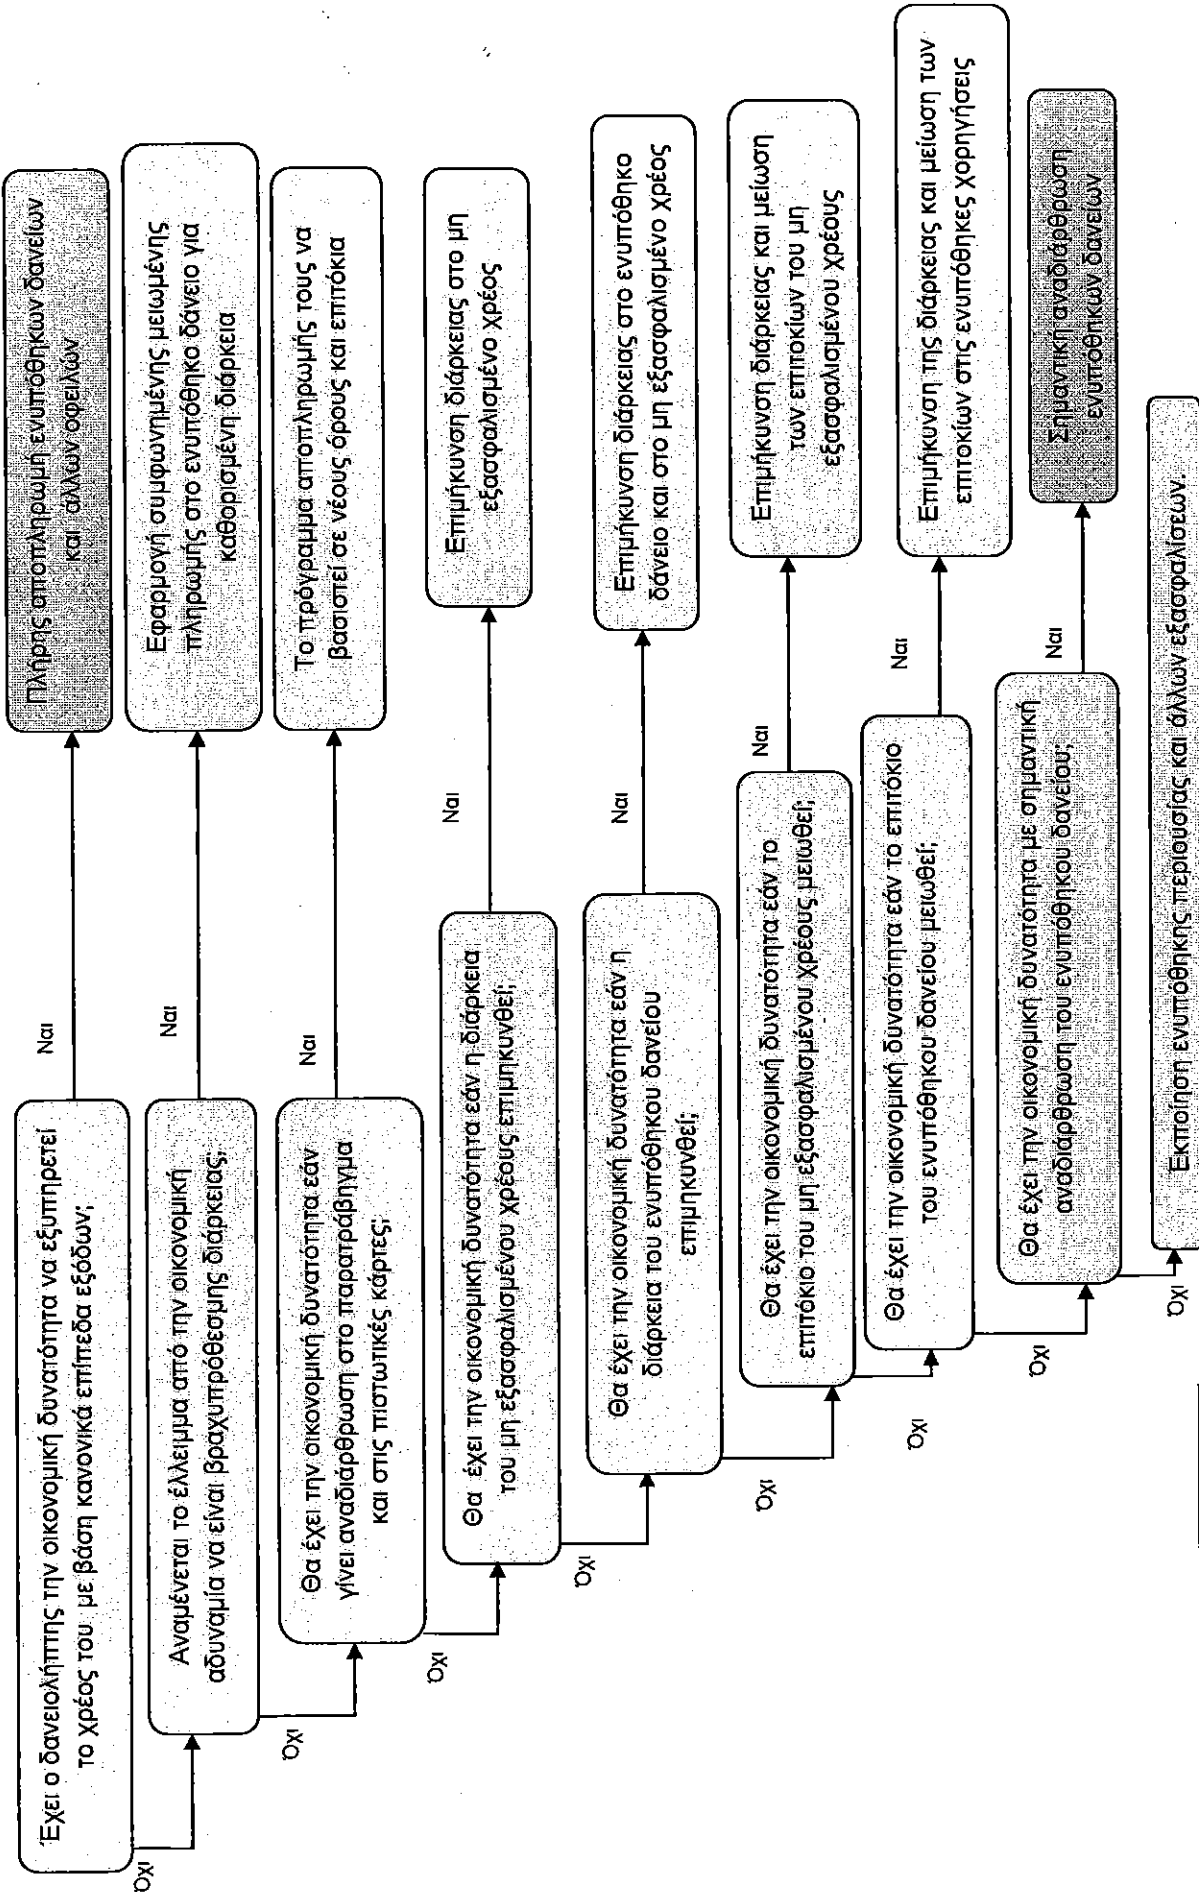 Έχει ο δανειολήπτης την οικονομική δυνατότητα να εξυπηρετεί
το χρέος του με βάση κανονικά επίπεδα εξόδων;
Ναι
Πλήρης αποπληρωμή ενυπόθηκων δανείων
και άλλων οφειλών
Όχι
Αναμένεται το έλλειμμα από την οικονομική
αδυναμία να είναι βραχυπρόθεσμης διάρκειας;
Ναι
Εφαρμογή συμφωνημένης μειωμένης
πληρωμής στο ενυπόθηκο δάνειο για
καθορισμένη διάρκεια
Όχι
Θα έχει την οικονομική δυνατότητα εάν
γίνει αναδιάρθρωση στο παρατράβηγμα
και στις πιστωτικές κάρτες;
Ναι
Το πρόγραμμα αποπληρωμής τους να
βασιστεί σε νέους όρους και επιτόκια
Όχι
Θα έχει την οικονομική δυνατότητα εάν η διάρκεια
του μη εξασφαλισμένου χρέους επιμηκυνθεί;
Ναι
Επιμήκυνση διάρκειας στο μη
εξασφαλισμένο χρέος
Όχι
Θα έχει την οικονομική δυνατότητα εάν η
διάρκεια του ενυπόθηκου δανείου
επιμηκυνθεί;
Ναι
Επιμήκυνση διάρκειας στο ενυπόθηκο
δάνειο και στο μη εξασφαλισμένο χρέος
Όχι
Θα έχει την οικονομική δυνατότητα εάν το
επιτόκιο του μη εξασφαλισμένου χρέους μειωθεί;
Ναι
Επιμήκυνση διάρκειας και μείωση
των επιτοκίων του μη
εξασφαλισμένου χρέους
Όχι
Θα έχει την οικονομική δυνατότητα εάν το επιτόκιο
του ενυπόθηκου δανείου μειωθεί;
Ναι
Επιμήκυνση της διάρκειας και μείωση των
επιτοκίων στις ενυπόθηκες χορηγήσεις
Όχι
Θα έχει την οικονομική δυνατότητα με σημαντική
αναδιάρθρωση του ενυπόθηκου δανείου;
Ναι
Σημαντική αναδιάρθρωση
ενυπόθηκων δανείων
Όχι
Εκποίηση ενυπόθηκης περιουσίας και άλλων εξασφαλίσεων.